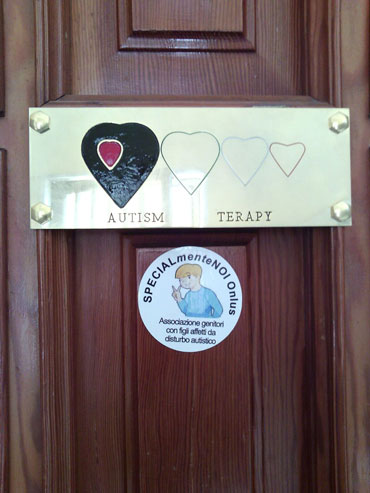 AUTISM TERAPY
SPECIALmenteNOI Onlus
Associazione genitori
con figli affetti da
disturbo autistico